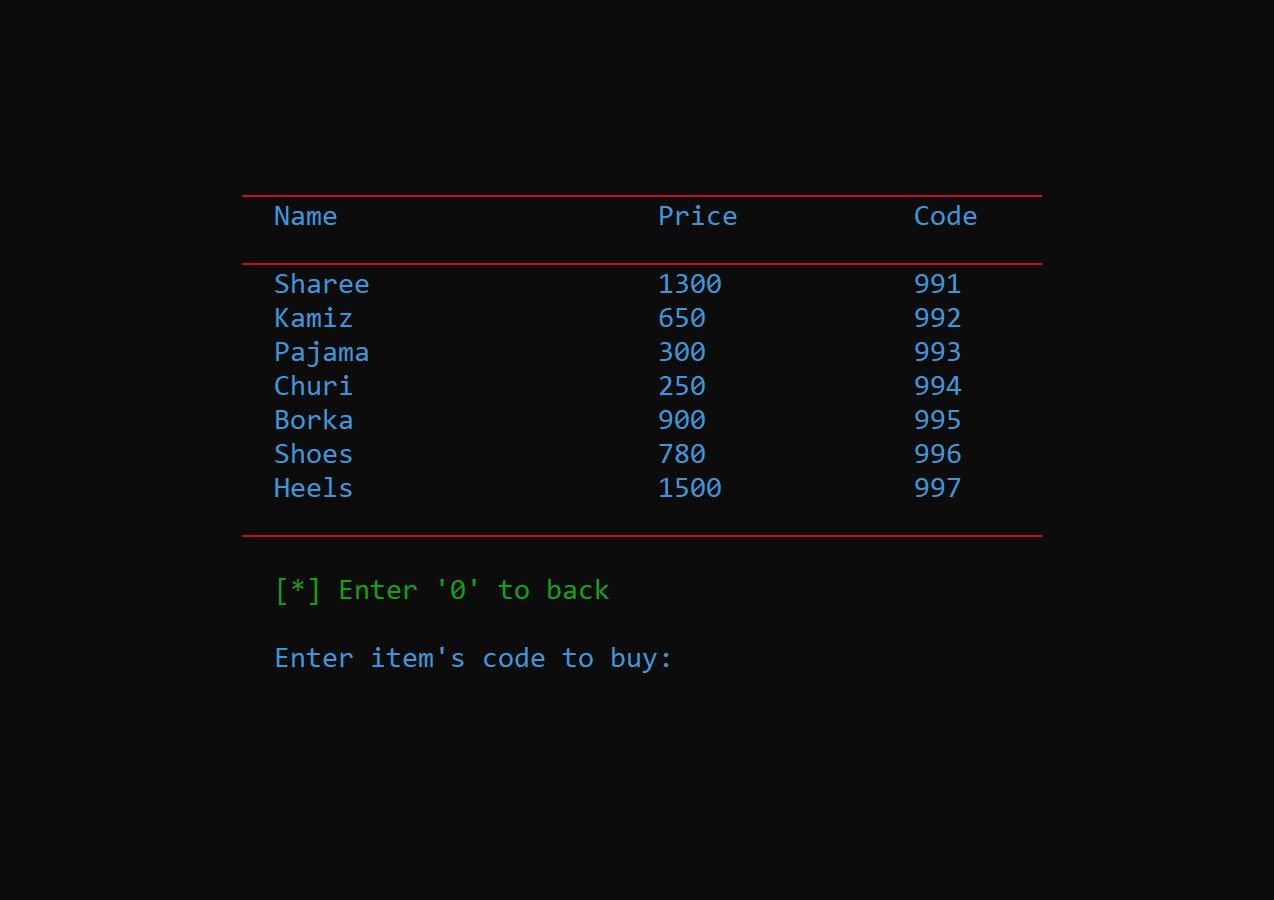 Name Price Code
Sharee 1300 991
Kamiz 650 992
Pajama 300 993
Churi 250 994
Borka 900 995
Shoes 780 996
Heels 1500 997
[*] Enter '0' to back
Enter item's code to buy: